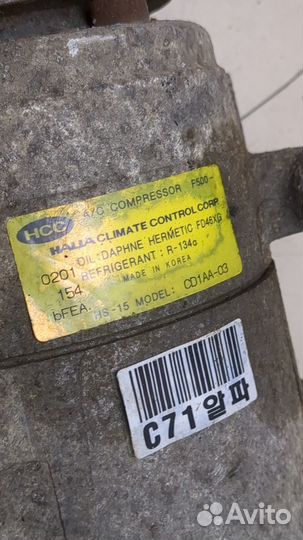 HCC A/C COMPRESSOR F500-
HALLA CLIMATE CONTROL CORP.
OIL:DAPHNE HERMETIC FD46XG
0201 REFRIGERANT : R-134a
154 MADE IN KOREA
bFEA. HS-15 MODEL: CD1AA-03
C71알파
Avito